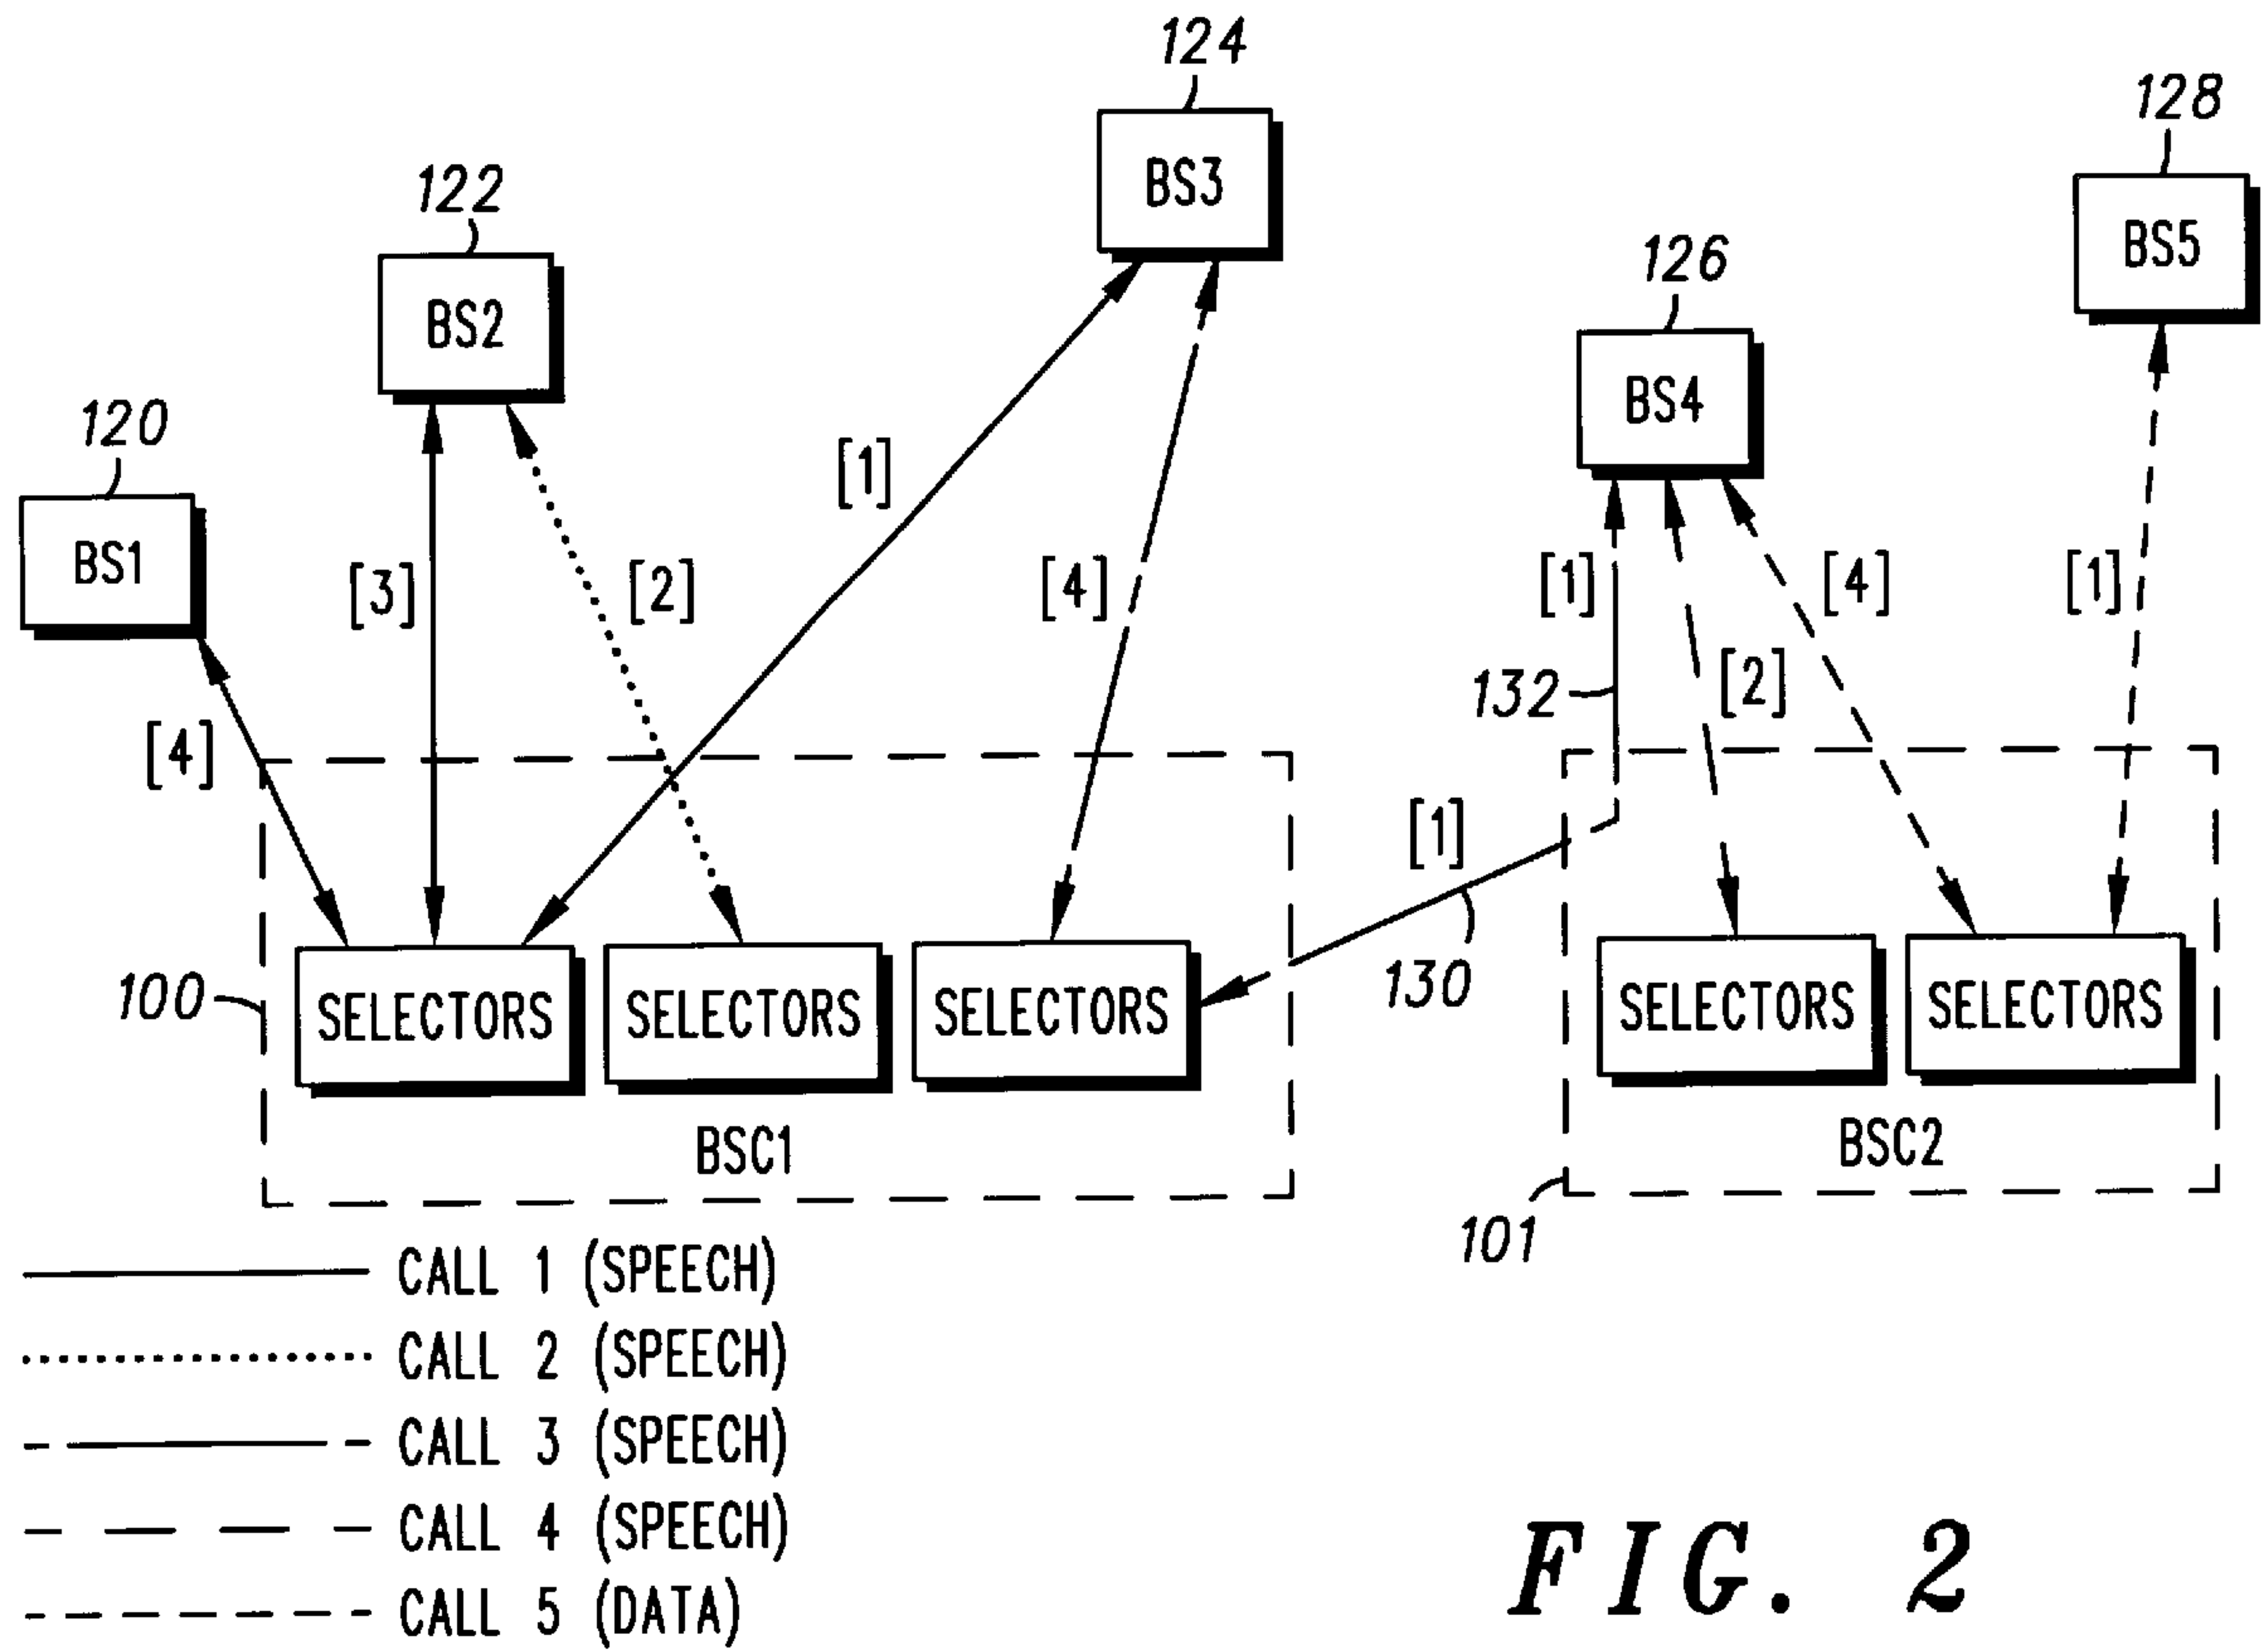 124
128
122
BS3
126
BS5
BS2
BS4
120
[1]
BS1
[3]
[2]
[4]
[1]
[4]
[1]
132
[2]
[4]
[1]
130
100
SELECTORS
SELECTORS
SELECTORS
SELECTORS
SELECTORS
BSC1
BSC2
101
CALL 1 (SPEECH)
CALL 2 (SPEECH)
CALL 3 (SPEECH)
CALL 4 (SPEECH)
CALL 5 (DATA)
FIG. 2